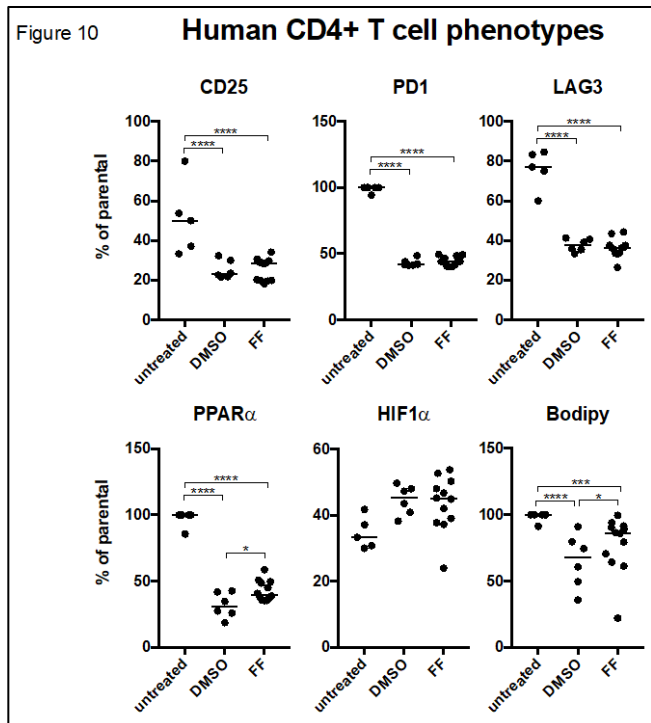 Figure 10
Human CD4+ T cell phenotypes
CD25
PD1
LAG3
% of parental
100
80
60
40
20
0
****
****
untreated
DMSO
FF
150
100
50
0
****
****
untreated
DMSO
FF
100
80
60
40
20
0
****
****
untreated
DMSO
FF
PPARα
HIF1α
Bodipy
% of parental
150
100
50
0
****
****
*
untreated
DMSO
FF
60
40
20
0
untreated
DMSO
FF
150
100
50
0
***
****
*
untreated
DMSO
FF